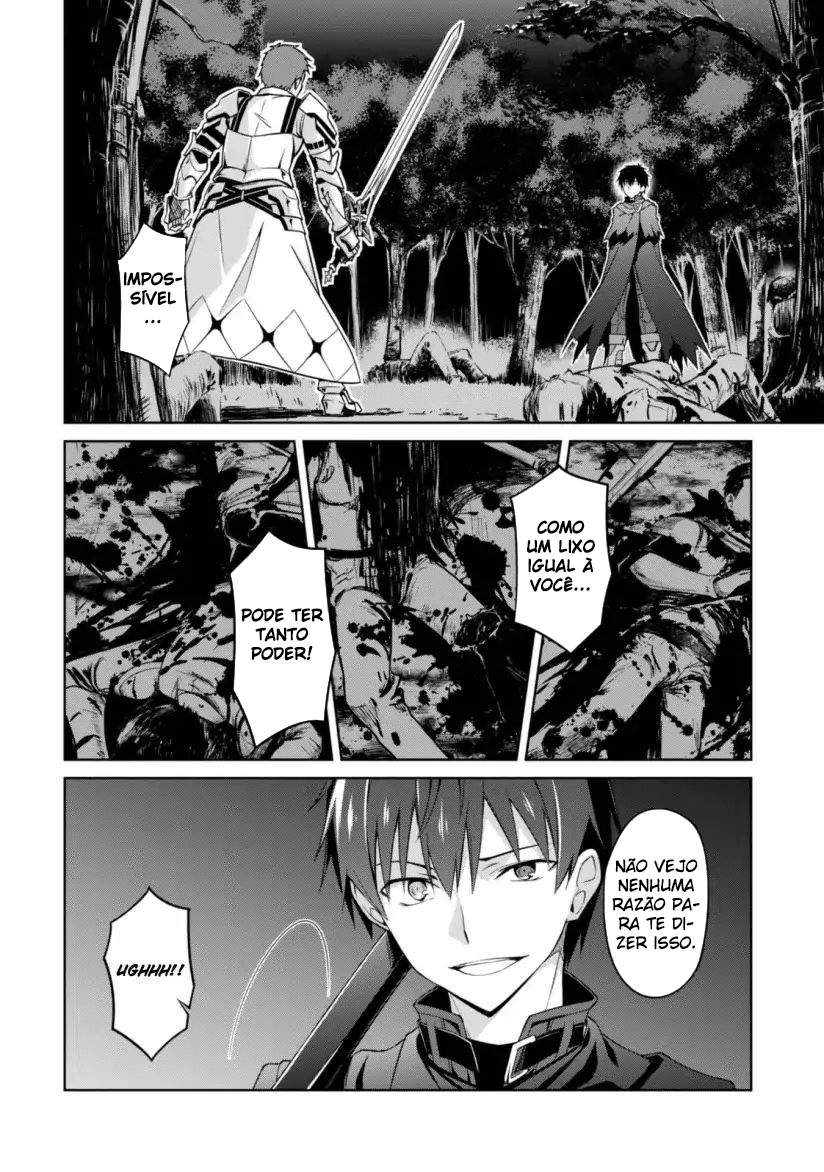 IMPOS-
SÍVEL
...
COMO
UM LIXO
IGUAL À
VOCÊ...
PODE TER
TANTO
PODER!
NÃO VEJO
NENHUMA
RAZÃO PA-
RA TE DI-
ZER ISSO.
UGHHH!!